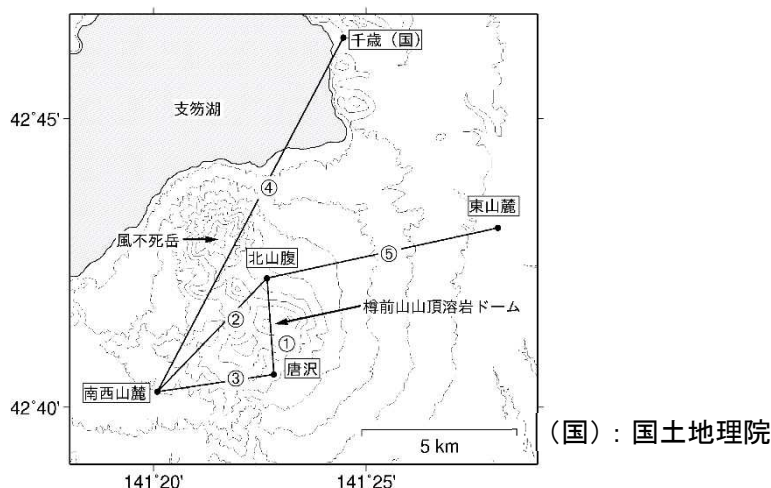 千歳（国）
42°45'
支笏湖
④
東山麓
風不死岳
北山腹
⑤
樽前山山頂溶岩ドーム
②
①
南西山麓
③
唐沢
42°40'
5 km
（国）：国土地理院
141°20'
141°25'